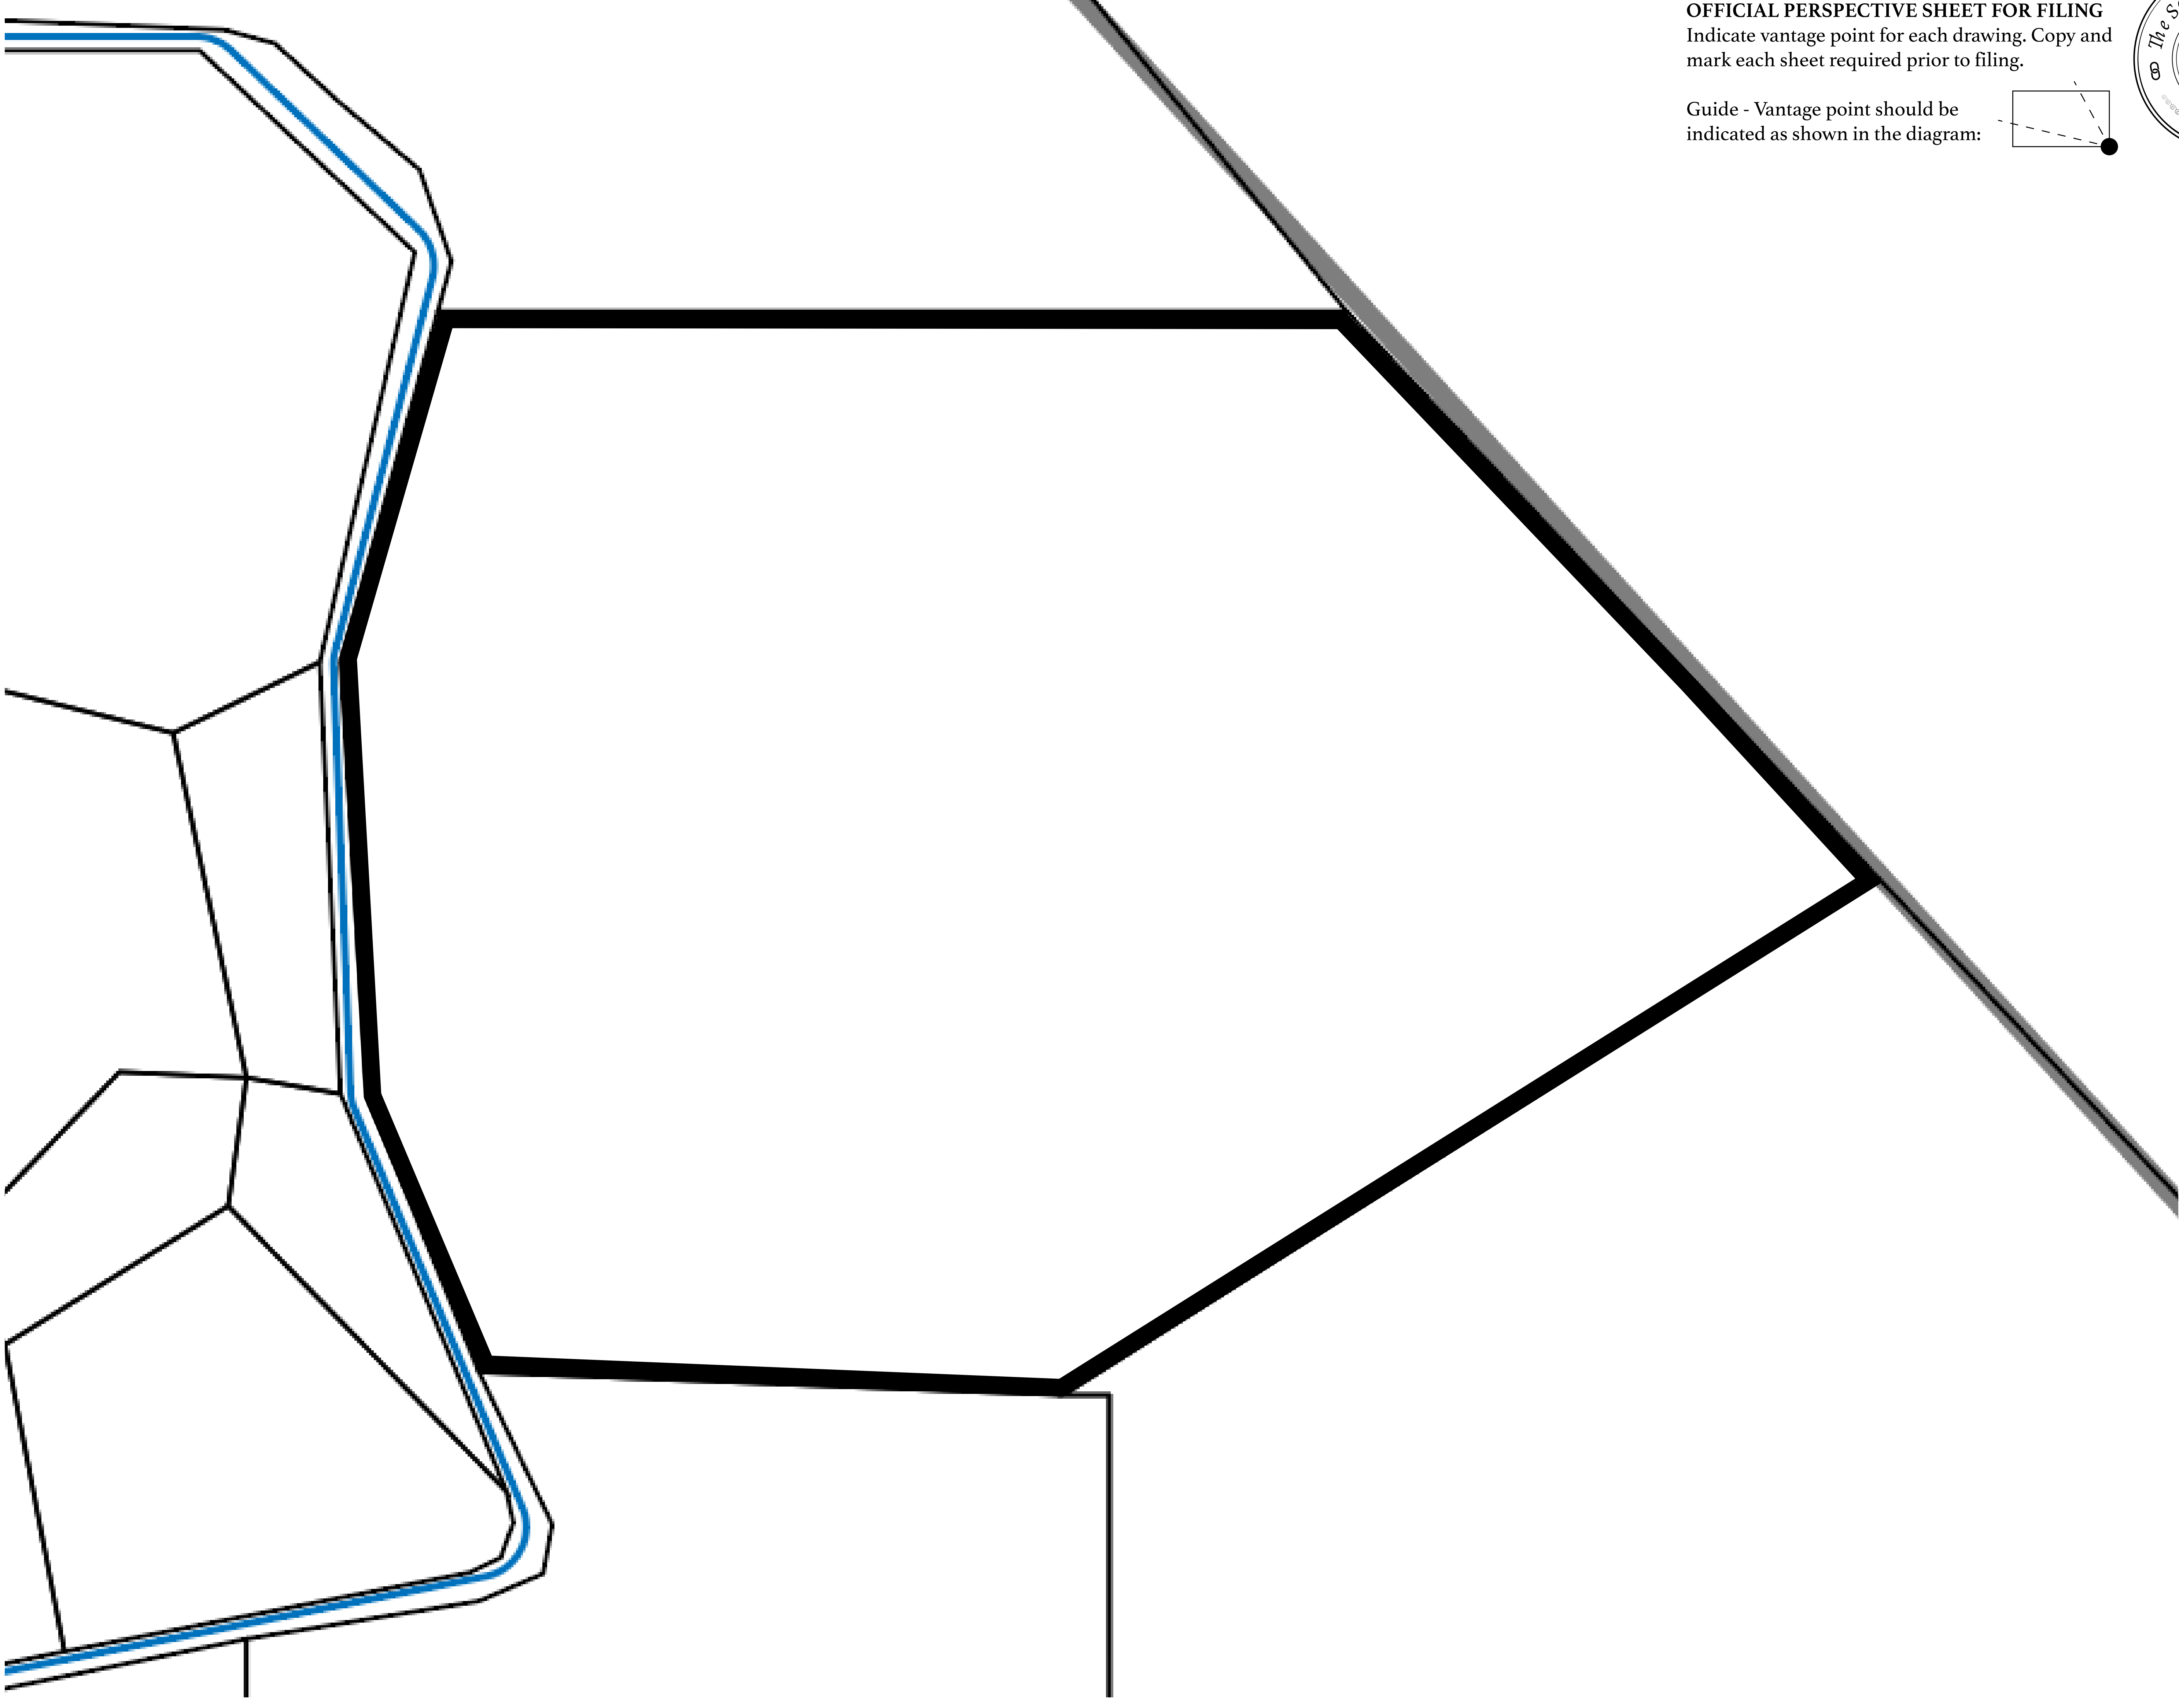 OFFICIAL PERSPECTIVE SHEET FOR FILING
Indicate vantage point for each drawing. Copy and
mark each sheet required prior to filing.
Guide - Vantage point should be
indicated as shown in the diagram:
The